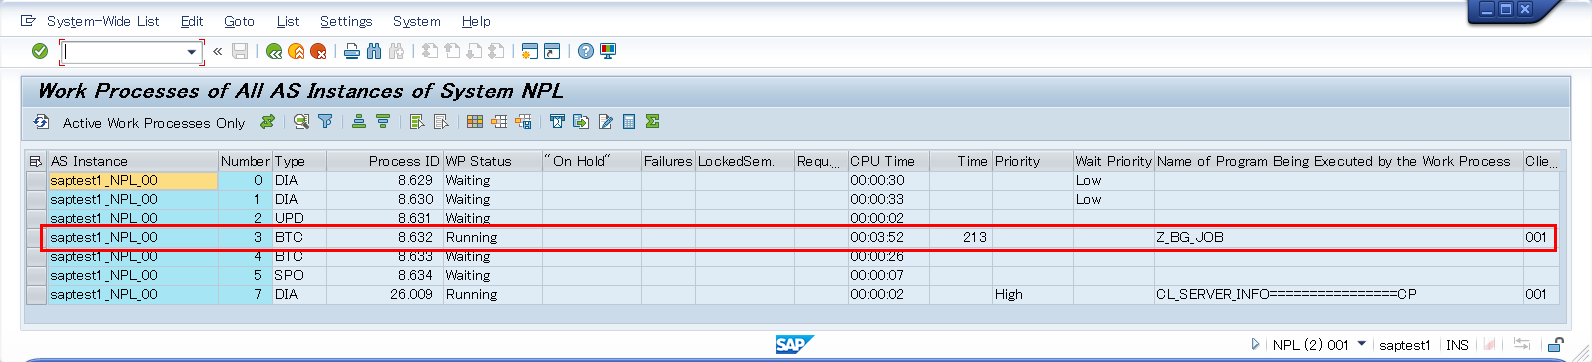 System-Wide List Edit Goto List Settings System Help
«
Work Processes of All AS Instances of System NPL
Active Work Processes Only
AS Instance Number Type Process ID WP Status "On Hold" Failures LockedSem. Requ... CPU Time Time Priority Wait Priority Name of Program Being Executed by the Work Process Clie...
saptest1_NPL_00 0 DIA 8.629 Waiting 00:00:30 Low
saptest1_NPL_00 1 DIA 8.630 Waiting 00:00:33 Low
saptest1_NPL_00 2 UPD 8.631 Waiting 00:00:02
saptest1_NPL_00 3 BTC 8.632 Running 00:03:52 213 Z_BG_JOB 001
saptest1_NPL_00 4 BTC 8.633 Waiting 00:00:26
saptest1_NPL_00 5 SPO 8.634 Waiting 00:00:07
saptest1_NPL_00 7 DIA 26.009 Running 00:00:02 High CL_SERVER_INFO================CP 001
SAP NPL (2) 001 saptest1 INS